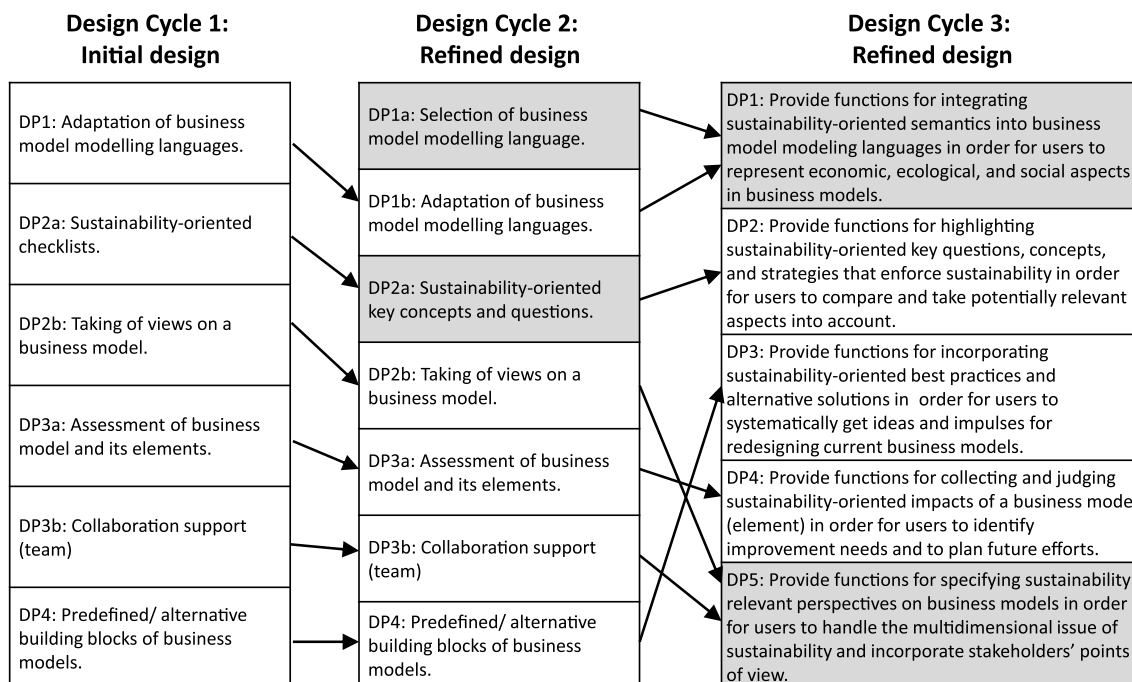 Design Cycle 1:
Initial design
DP1: Adaptation of business
model modelling languages.
DP2a: Sustainability-oriented
checklists.
DP2b: Taking of views on a
business model.
DP3a: Assessment of business
model and its elements.
DP3b: Collaboration support
(team)
DP4: Predefined/ alternative
building blocks of business
models.
Design Cycle 2:
Refined design
DP1a: Selection of business
model modelling language.
DP1b: Adaptation of business
model modelling languages.
DP2a: Sustainability-oriented
key concepts and questions.
DP2b: Taking of views on a
business model.
DP3a: Assessment of business
model and its elements.
DP3b: Collaboration support
(team)
DP4: Predefined/ alternative
building blocks of business
models.
Design Cycle 3:
Refined design
DP1: Provide functions for integrating
sustainability-oriented semantics into business
model modeling languages in order for users to
represent economic, ecological, and social aspects
in business models.
DP2: Provide functions for highlighting
sustainability-oriented key questions, concepts,
and strategies that enforce sustainability in order
for users to compare and take potentially relevant
aspects into account.
DP3: Provide functions for incorporating
sustainability-oriented best practices and
alternative solutions in order for users to
systematically get ideas and impulses for
redesigning current business models.
DP4: Provide functions for collecting and judging
sustainability-oriented impacts of a business mode
(element) in order for users to identify
improvement needs and to plan future efforts.
DP5: Provide functions for specifying sustainability
relevant perspectives on business models in order
for users to handle the multidimensional issue of
sustainability and incorporate stakeholders' points
of view.